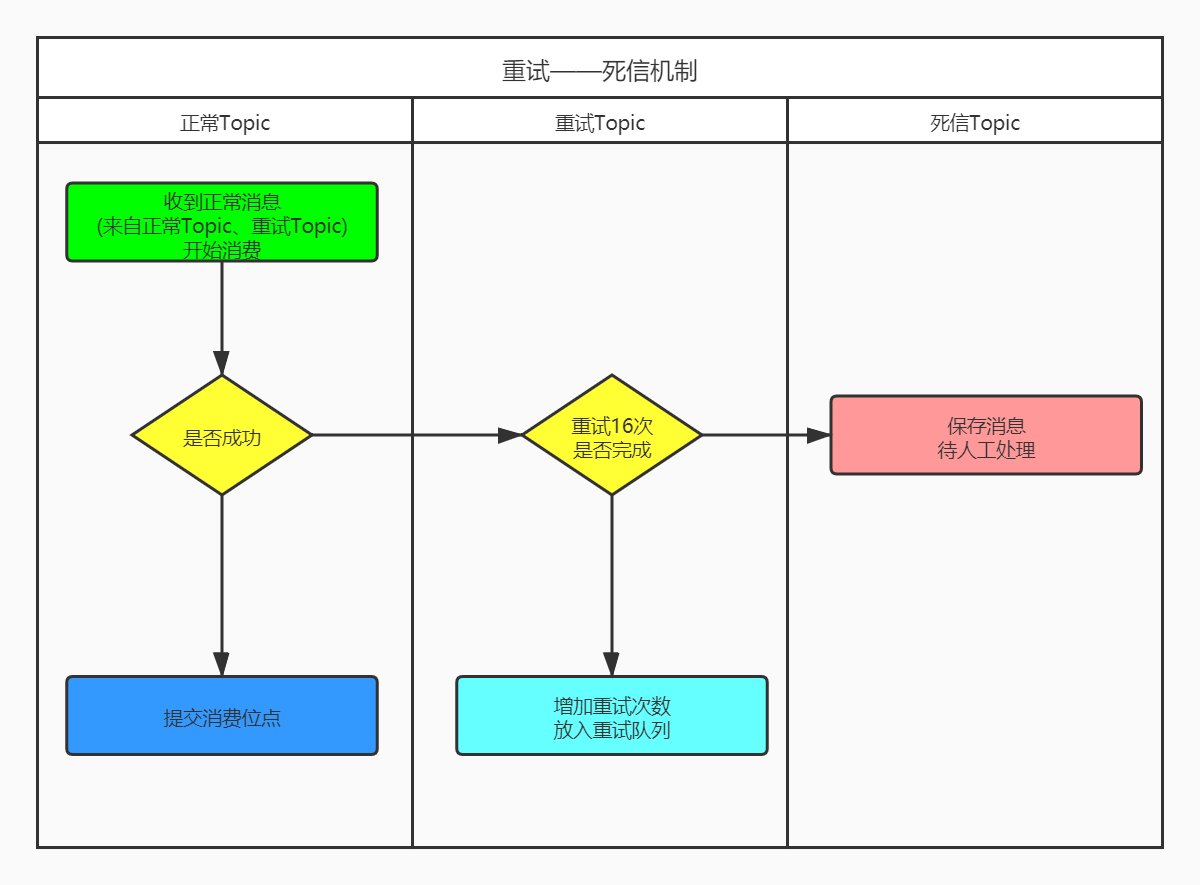 重试——死信机制
正常Topic
重试Topic
死信Topic
收到正常消息
(来自正常Topic、重试Topic)
开始消费
是否成功
重试16次
是否完成
保存消息
待人工处理
提交消费位点
增加重试次数
放入重试队列